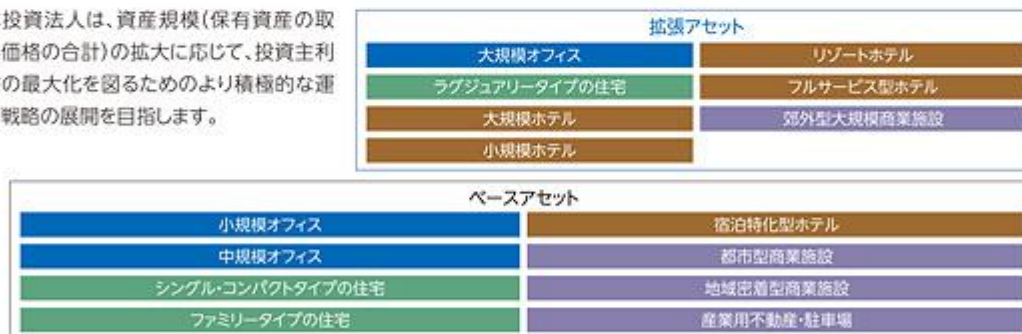 投資法人は、資産規模(保有資産の取
価格の合計)の拡大に応じて、投資主利
の最大化を図るためのより積極的な運
戦略の展開を目指します。
拡張アセット
大規模オフィス
リゾートホテル
ラグジュアリータイプの住宅
フルサービス型ホテル
大規模ホテル
郊外型大規模商業施設
小規模ホテル
ベースアセット
小規模オフィス
宿泊特化型ホテル
中規模オフィス
都市型商業施設
シングル・コンパクトタイプの住宅
地域密着型商業施設
ファミリータイプの住宅
産業用不動産・駐車場